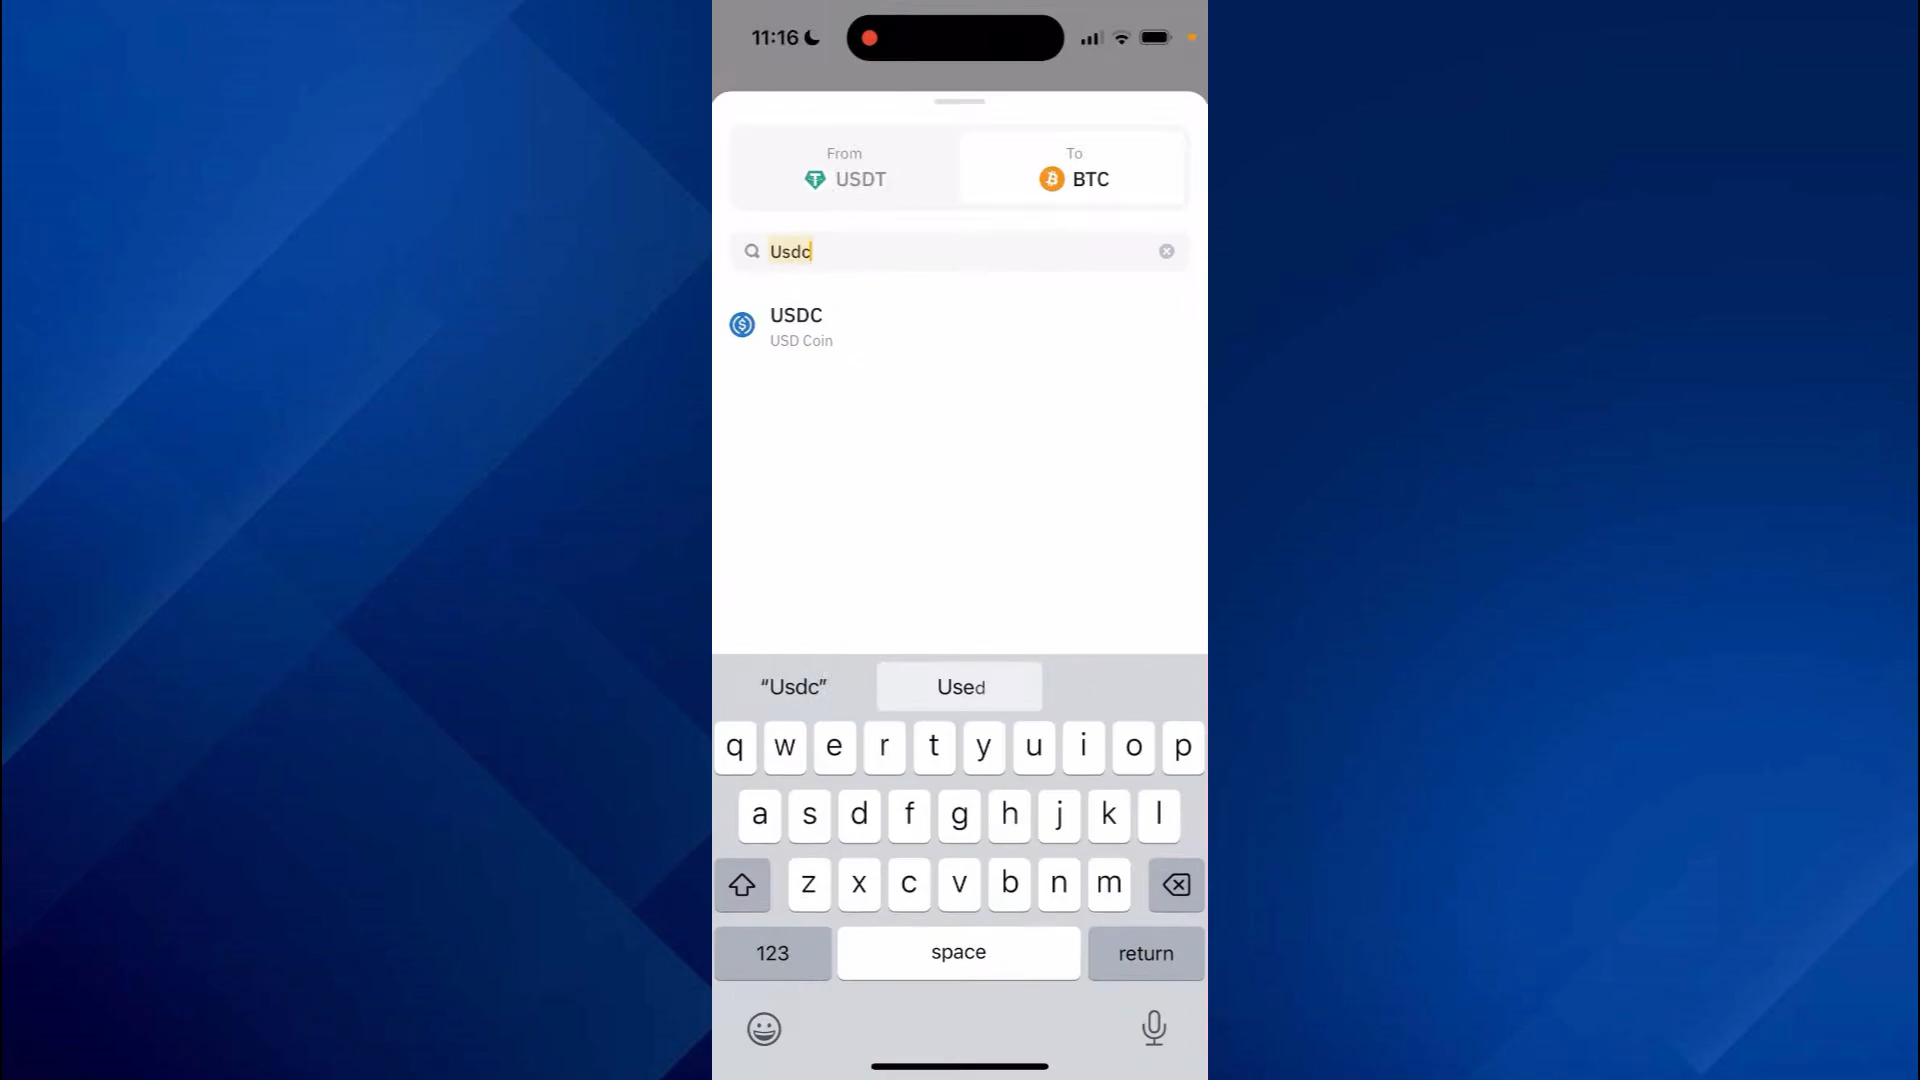 11:16
From
USDT
To
BTC
Usdc
USDC
USD Coin
“Usdc”
Used
q w e r t y u i o p
a s d f g h j k l
z x c v b n m
123
space
return